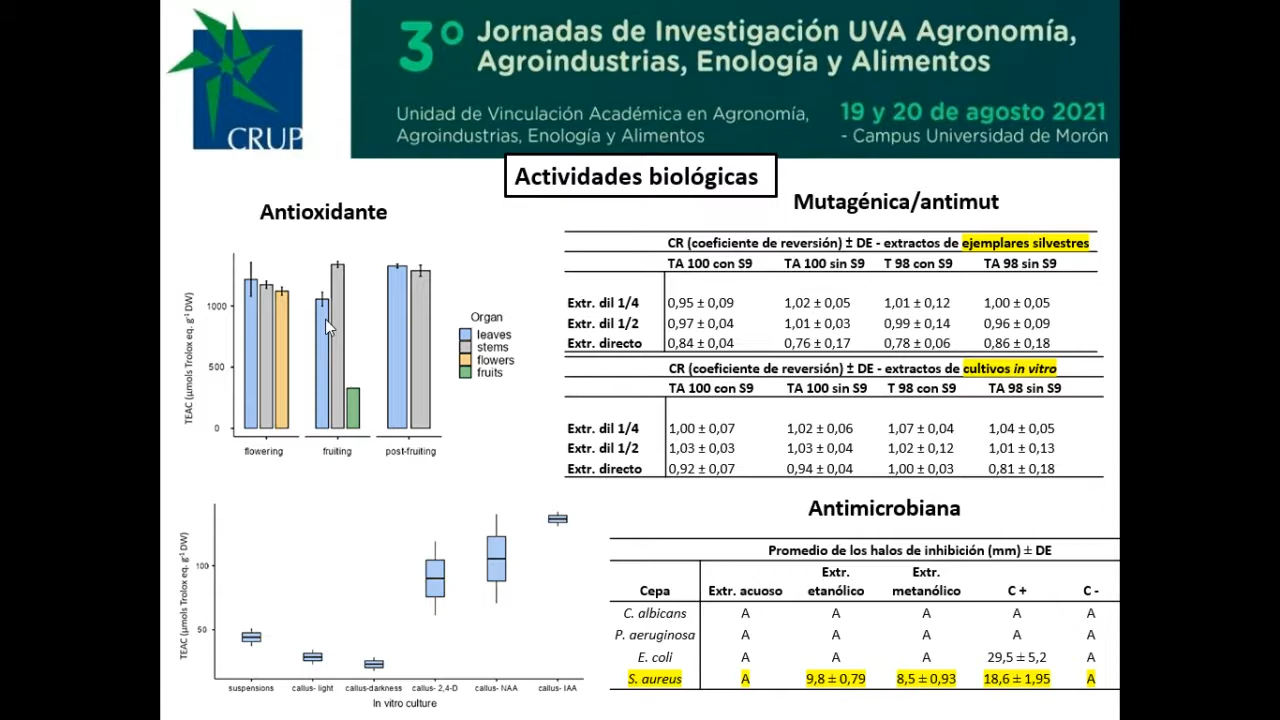 CRUP
3º Jornadas de Investigación UVA Agronomía,
Agroindustrias, Enología y Alimentos
Unidad de Vinculación Académica en Agronomía,
Agroindustrias, Enología y Alimentos
19 y 20 de agosto 2021
- Campus Universidad de Morón
Actividades biológicas
Antioxidante
TEAC (µmols Trolox eq. g⁻¹ DW)
1000
500
0
flowering fruiting post-fruiting
Organ
leaves
stems
flowers
fruits
TEAC (µmols Trolox eq. g⁻¹ DW)
100
50
suspensions callus- light callus-darkness callus- 2,4-D callus- NAA callus- IAA
In vitro culture
Mutagénica/antimut
CR (coeficiente de reversión) ± DE - extractos de ejemplares silvestres
TA 100 con S9 TA 100 sin S9 T 98 con S9 TA 98 sin S9
Extr. dil 1/4 0,95 ± 0,09 1,02 ± 0,05 1,01 ± 0,12 1,00 ± 0,05
Extr. dil 1/2 0,97 ± 0,04 1,01 ± 0,03 0,99 ± 0,14 0,96 ± 0,09
Extr. directo 0,84 ± 0,04 0,76 ± 0,17 0,78 ± 0,06 0,86 ± 0,18
CR (coeficiente de reversión) ± DE - extractos de cultivos in vitro
TA 100 con S9 TA 100 sin S9 T 98 con S9 TA 98 sin S9
Extr. dil 1/4 1,00 ± 0,07 1,02 ± 0,06 1,07 ± 0,04 1,04 ± 0,05
Extr. dil 1/2 1,03 ± 0,03 1,03 ± 0,04 1,02 ± 0,12 1,01 ± 0,13
Extr. directo 0,92 ± 0,07 0,94 ± 0,04 1,00 ± 0,03 0,81 ± 0,18
Antimicrobiana
Promedio de los halos de inhibición (mm) ± DE
Cepa Extr. acuoso Extr. etanólico Extr. metanólico C + C -
C. albicans A A A A A
P. aeruginosa A A A A A
E. coli A A A 29,5 ± 5,2 A
S. aureus A 9,8 ± 0,79 8,5 ± 0,93 18,6 ± 1,95 A